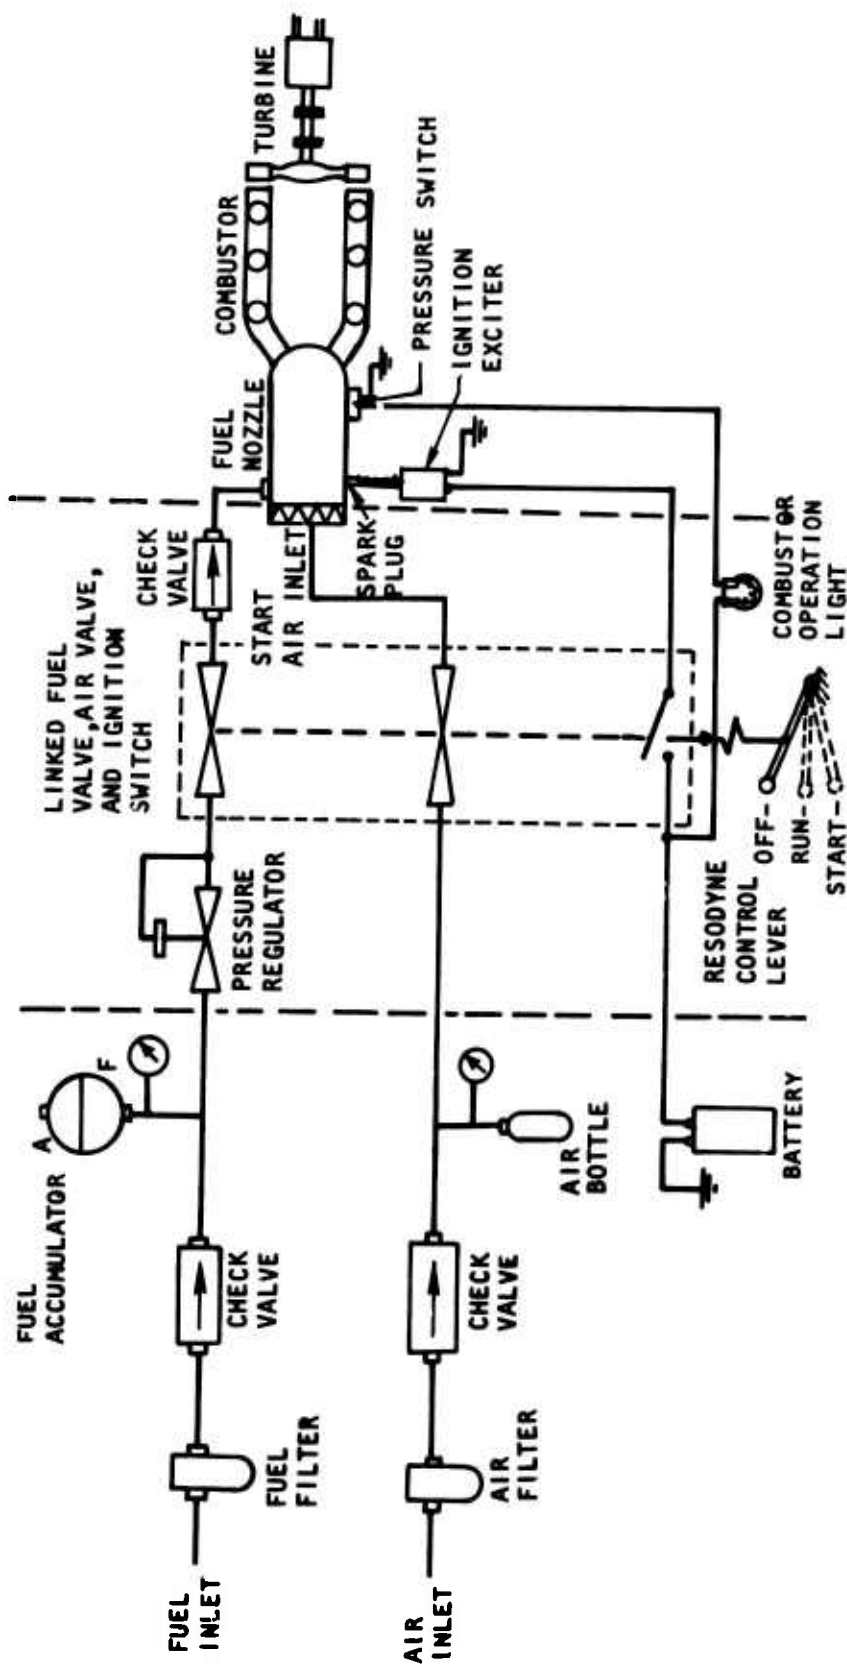 FUEL
INLET
FUEL
FILTER
CHECK
VALVE
FUEL
ACCUMULATOR
A
F
PRESSURE
REGULATOR
LINKED FUEL
VALVE, AIR VALVE,
AND IGNITION
SWITCH
CHECK
VALVE
FUEL
NOZZLE
COMBUSTOR
TURBINE
START
AIR INLET
SPARK
PLUG
PRESSURE SWITCH
IGNITION
EXCITER
AIR
INLET
AIR
FILTER
CHECK
VALVE
AIR
BOTTLE
BATTERY
RESODYNE
CONTROL
LEVER
OFF-
RUN-
START-
COMBUSTOR
OPERATION
LIGHT